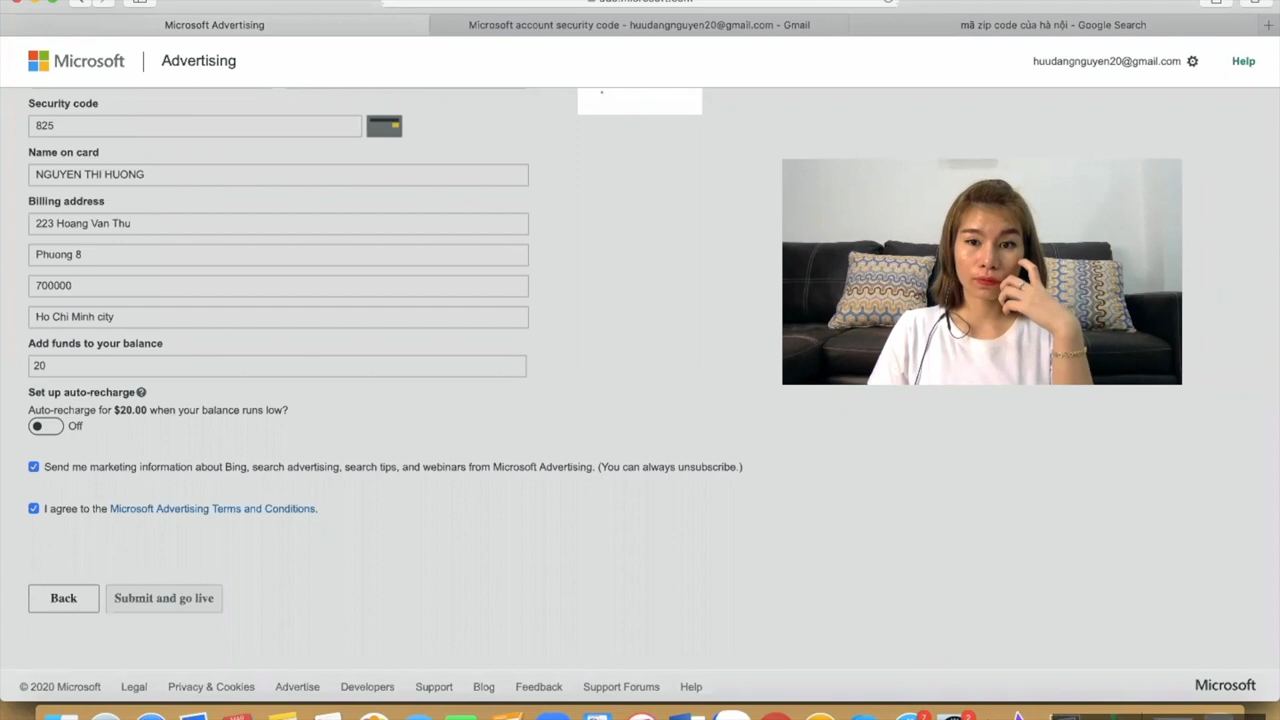 Microsoft Advertising
Microsoft account security code - huudangnguyen20@gmail.com - Gmail
mã zip code của hà nội - Google Search
Microsoft
Advertising
huudangnguyen20@gmail.com
Help
Security code
825
Name on card
NGUYEN THI HUONG
Billing address
223 Hoang Van Thu
Phuong 8
700000
Ho Chi Minh city
Add funds to your balance
20
Set up auto-recharge
Auto-recharge for $20.00 when your balance runs low?
Off
Send me marketing information about Bing, search advertising, search tips, and webinars from Microsoft Advertising. (You can always unsubscribe.)
I agree to the Microsoft Advertising Terms and Conditions.
Back
Submit and go live
© 2020 Microsoft
Legal
Privacy & Cookies
Advertise
Developers
Support
Blog
Feedback
Support Forums
Help
Microsoft